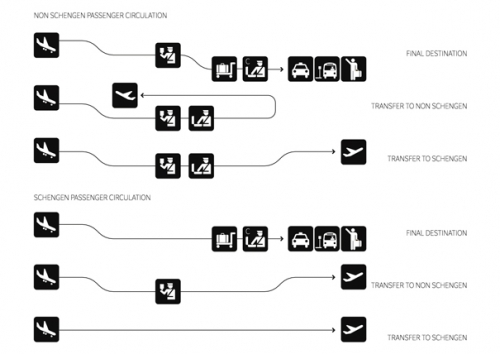 NON SCHENGEN PASSENGER CIRCULATION
FINAL DESTINATION
TRANSFER TO NON SCHENGEN
TRANSFER TO SCHENGEN
SCHENGEN PASSENGER CIRCULATION
FINAL DESTINATION
TRANSFER TO NON SCHENGEN
TRANSFER TO SCHENGEN